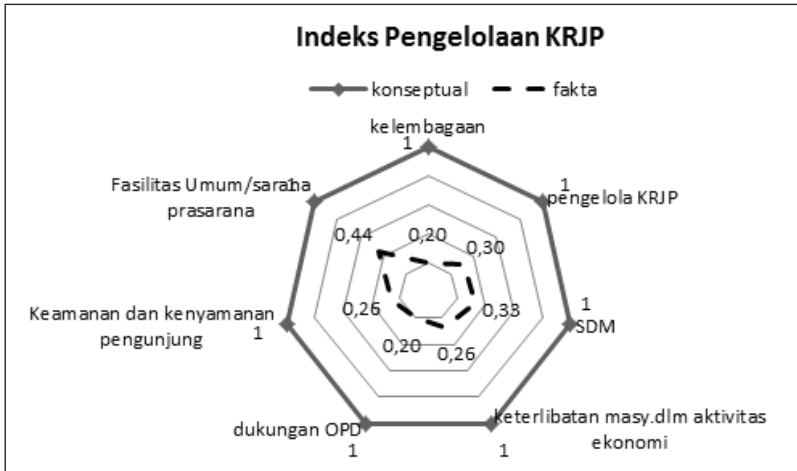 Indeks Pengelolaan KRJP
konseptual fakta
kelembagaan
1
1
pengelola KRJP
1
SDM
keterlibatan masy.dlm aktivitas
ekonomi
1
dukungan OPD
1
Keamanan dan kenyamanan
pengunjung
1
Fasilitas Umum/sarana
prasarana
1
0,20
0,30
0,33
0,26
0,20
0,26
0,44